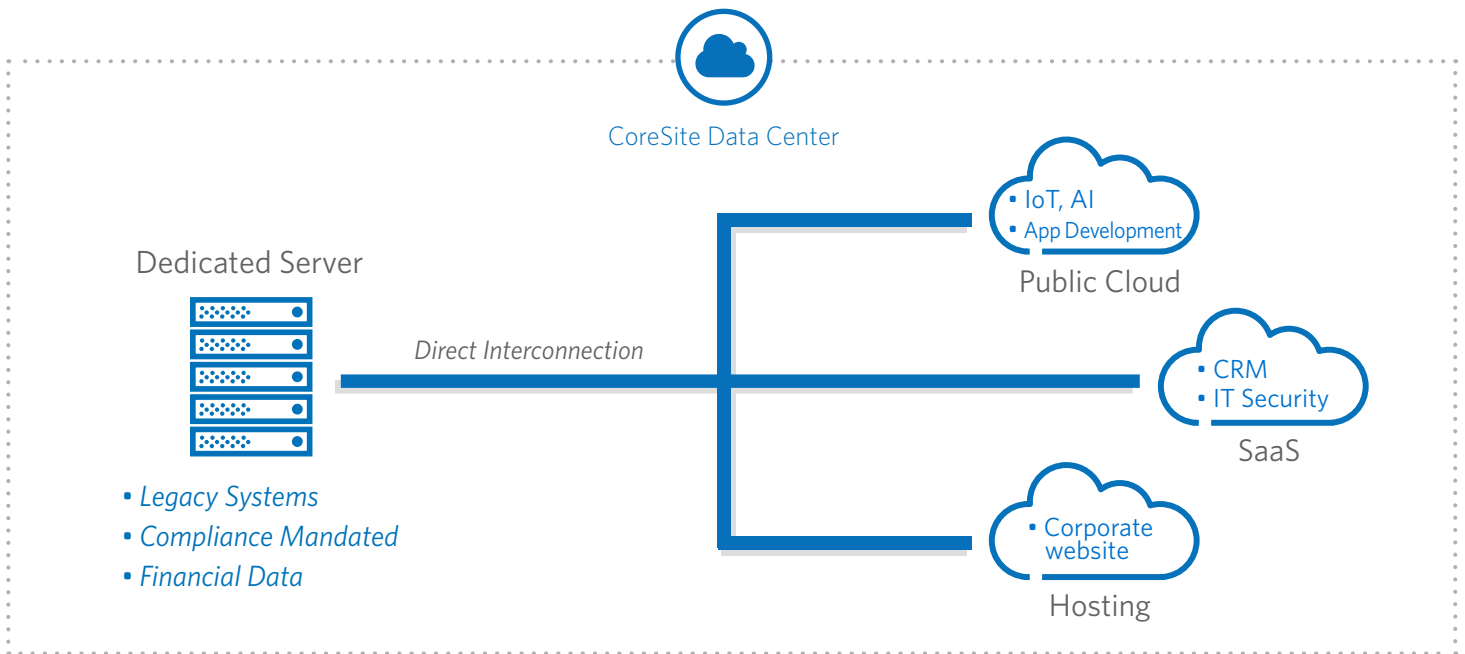 CoreSite Data Center
Dedicated Server
• Legacy Systems
• Compliance Mandated
• Financial Data
Direct Interconnection
• IoT, AI
• App Development
Public Cloud
• CRM
• IT Security
SaaS
• Corporate
website
Hosting